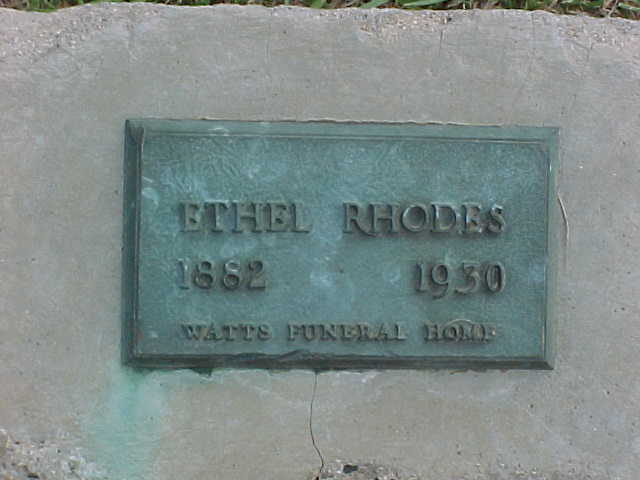 ETHEL RHODES
1882 1930
WATTS FUNERAL HOME